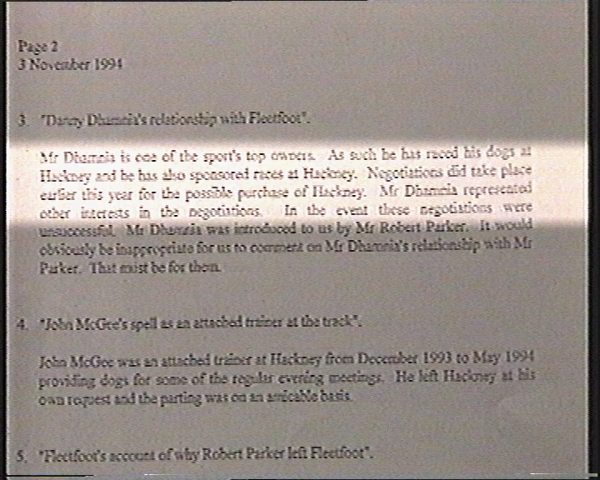 Page 2
3 November 1994
3. "Danny Dhamnia's relationship with Fleetfoot".
Mr Dhamnia is one of the sport's top owners. As such he has raced his dogs at
Hackney and he has also sponsored races at Hackney. Negotiations did take place
earlier this year for the possible purchase of Hackney. Mr Dhamnia represented
other interests in the negotiations. In the event these negotiations were
unsuccessful. Mr Dhamnia was introduced to us by Mr Robert Parker. It would
obviously be inappropriate for us to comment on Mr Dhamnia's relationship with Mr
Parker. That must be for them.
4. "John McGee's spell as an attached trainer at the track".
John McGee was an attached trainer at Hackney from December 1993 to May 1994
providing dogs for some of the regular evening meetings. He left Hackney at his
own request and the parting was on an amicable basis.
5. "Fleetfoot's account of why Robert Parker left Fleetfoot".